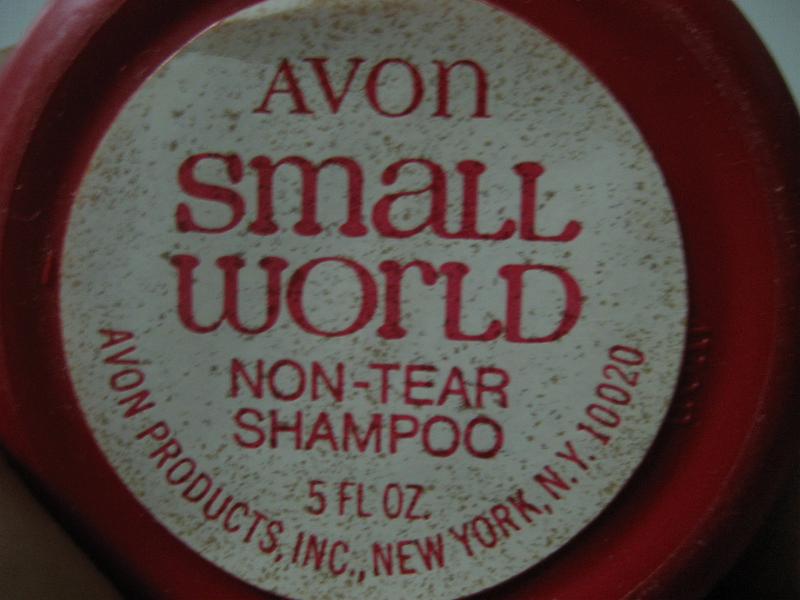 AVON
small
world
NON-TEAR
SHAMPOO
5 FL OZ.
AVON PRODUCTS, INC., NEW YORK, N.Y. 10020